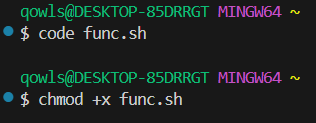 qowls@DESKTOP-85DRRGT MINGW64 ~
$ code func.sh
qowls@DESKTOP-85DRRGT MINGW64 ~
$ chmod +x func.sh